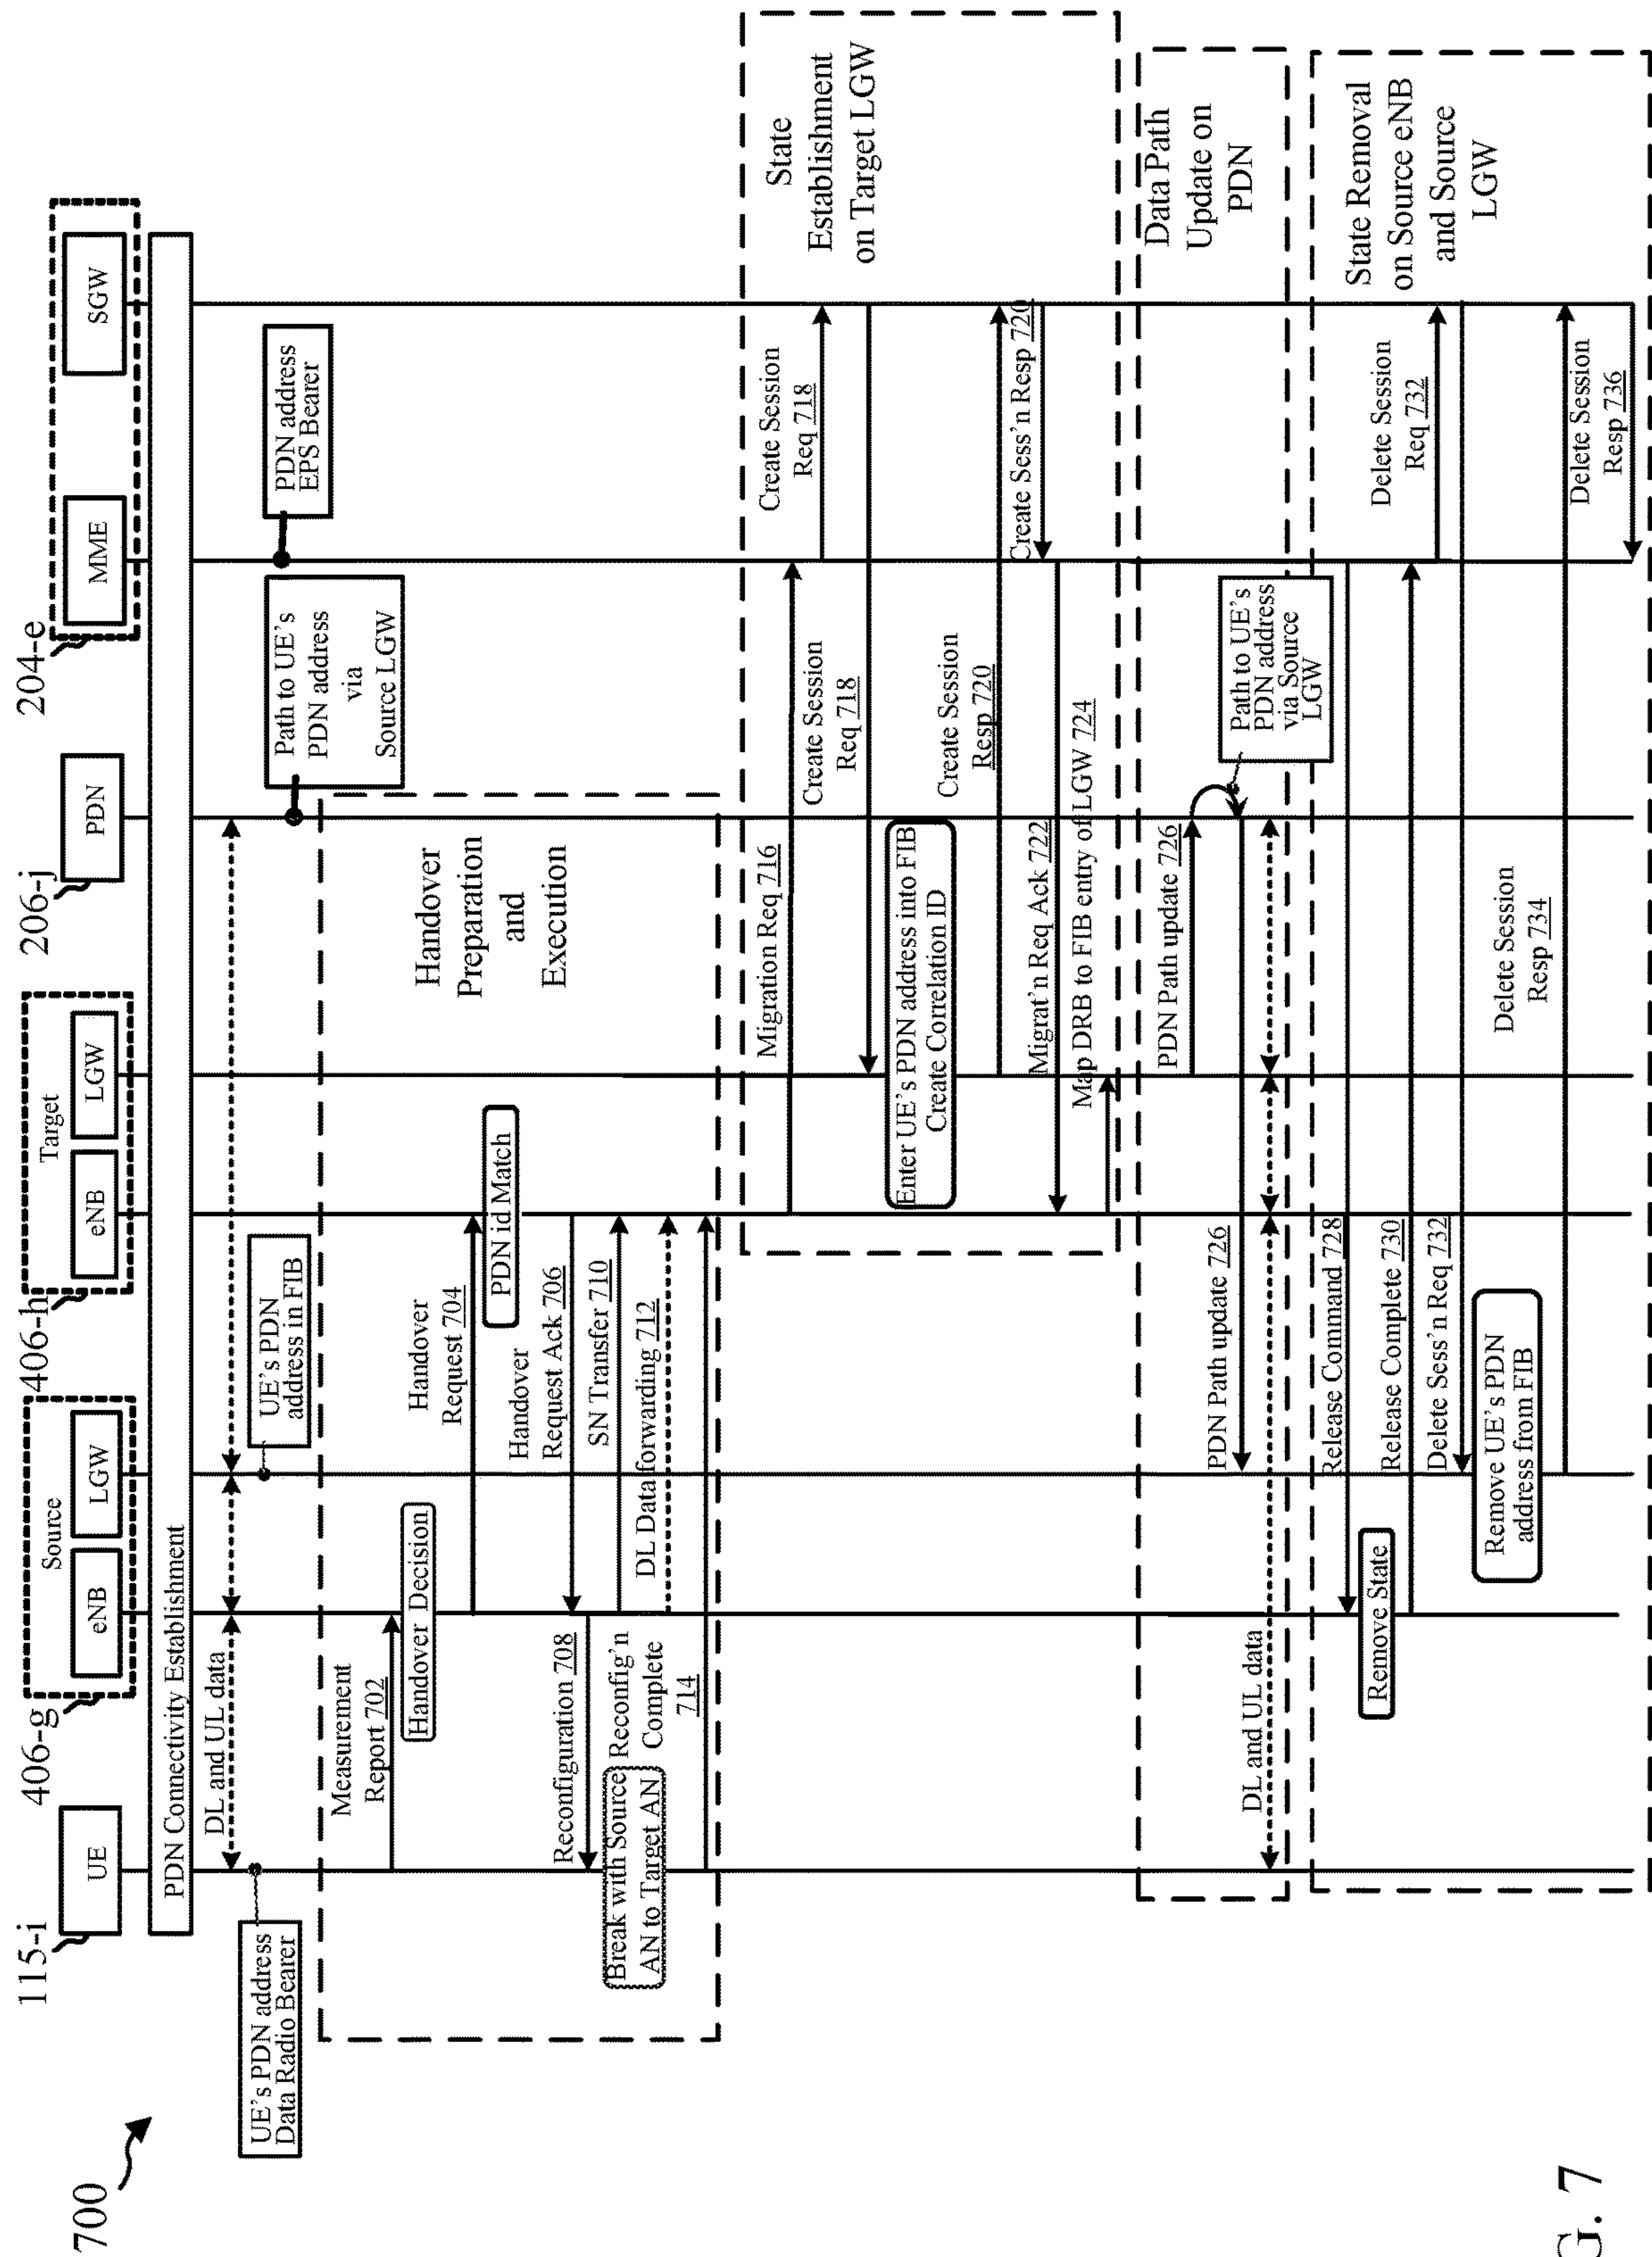 700
115-i
406-g
406-h
206-j
204-e
UE
Source
eNB
LGW
Target
eNB
LGW
PDN
MME
SGW
PDN Connectivity Establishment
DL and UL data
UE's PDN address
Data Radio Bearer
UE's PDN
address in FIB
Path to UE's
PDN address
via
Source LGW
PDN address
EPS Bearer
Handover
Preparation
and
Execution
Measurement
Report 702
Handover Decision
Handover
Request 704
PDN id Match
Handover
Request Ack 706
Reconfiguration 708
SN Transfer 710
Break with Source
AN to Target AN
DL Data forwarding 712
Reconfig'n
Complete
714
State
Establishment
on Target LGW
Migration Req 716
Create Session
Req 718
Create Session
Req 718
Enter UE's PDN address into FIB
Create Correlation ID
Create Session
Resp 720
Create Sess'n Resp 720
Migrat'n Req Ack 722
Map DRB to FIB entry of LGW 724
Data Path
Update on
PDN
PDN Path update 726
Path to UE's
PDN address
via Source
LGW
PDN Path update 726
DL and UL data
State Removal
on Source eNB
and Source
LGW
Release Command 728
Remove State
Release Complete 730
Delete Session
Req 732
Delete Sess'n Req 732
Remove UE's PDN
address from FIB
Delete Session
Resp 734
Delete Session
Resp 736
G. 7